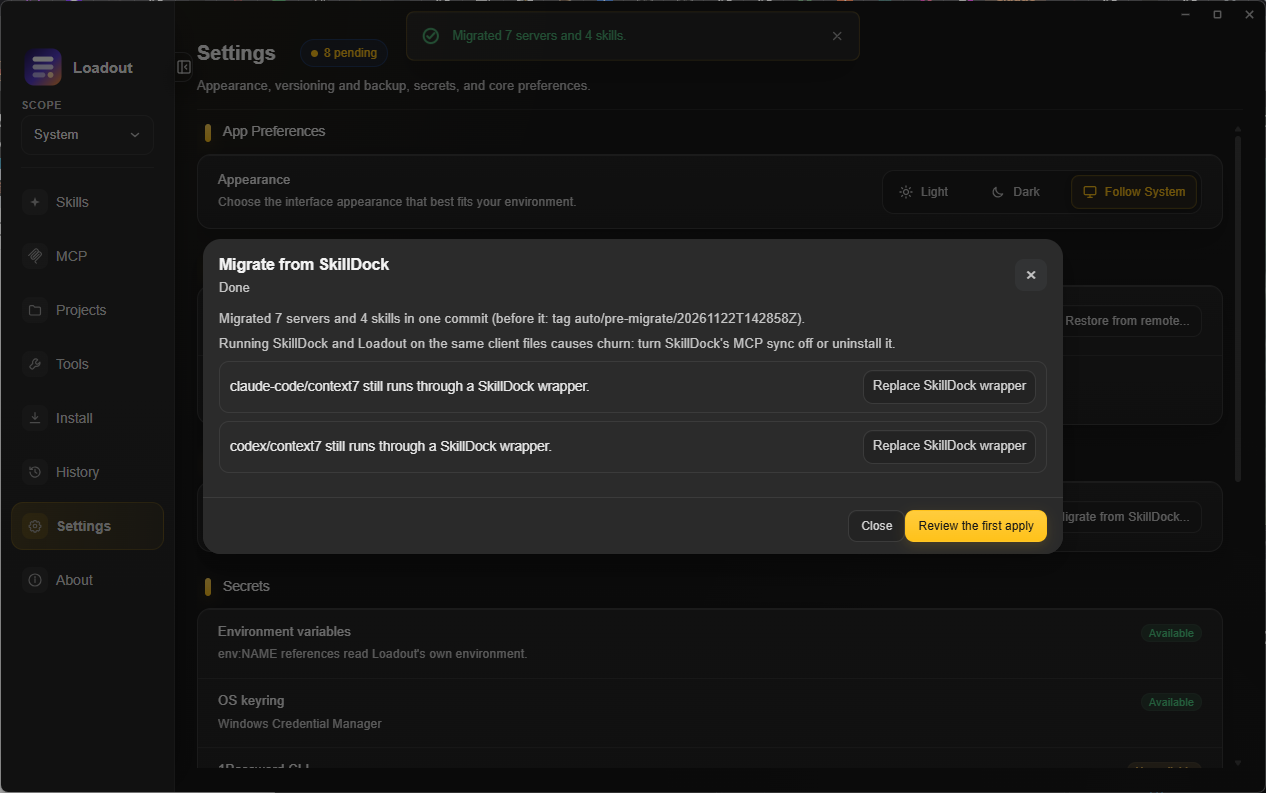 Migrated 7 servers and 4 skills.
Loadout
Settings
8 pending
Appearance, versioning and backup, secrets, and core preferences.
SCOPE
System
Skills
MCP
Projects
Tools
Install
History
Settings
About
App Preferences
Appearance
Choose the interface appearance that best fits your environment.
Light
Dark
Follow System
Migrate from SkillDock
Done
Migrated 7 servers and 4 skills in one commit (before it: tag auto/pre-migrate/20261122T142858Z).
Running SkillDock and Loadout on the same client files causes churn: turn SkillDock's MCP sync off or uninstall it.
claude-code/context7 still runs through a SkillDock wrapper.
Replace SkillDock wrapper
codex/context7 still runs through a SkillDock wrapper.
Replace SkillDock wrapper
Close
Review the first apply
Restore from remote...
from SkillDock...
Secrets
Environment variables
Available
env:NAME references read Loadout's own environment.
OS keyring
Available
Windows Credential Manager